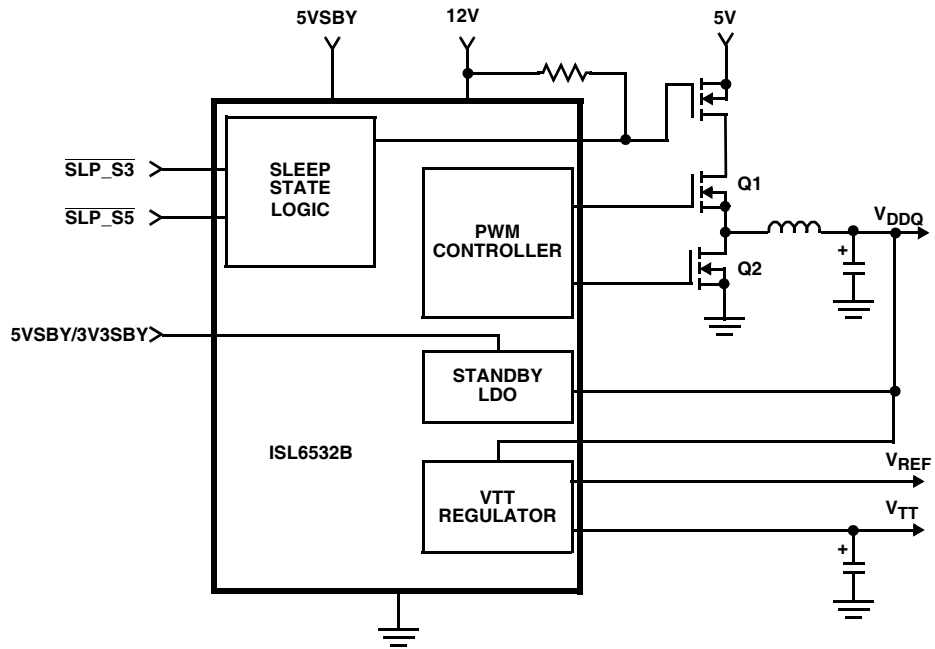 5VSBY
12V
5V
SLP_S3
SLP_S5
SLEEP
STATE
LOGIC
PWM
CONTROLLER
Q1
Q2
VDDQ
+
5VSBY/3V3SBY
STANDBY
LDO
ISL6532B
VTT
REGULATOR
VREF
VTT
+